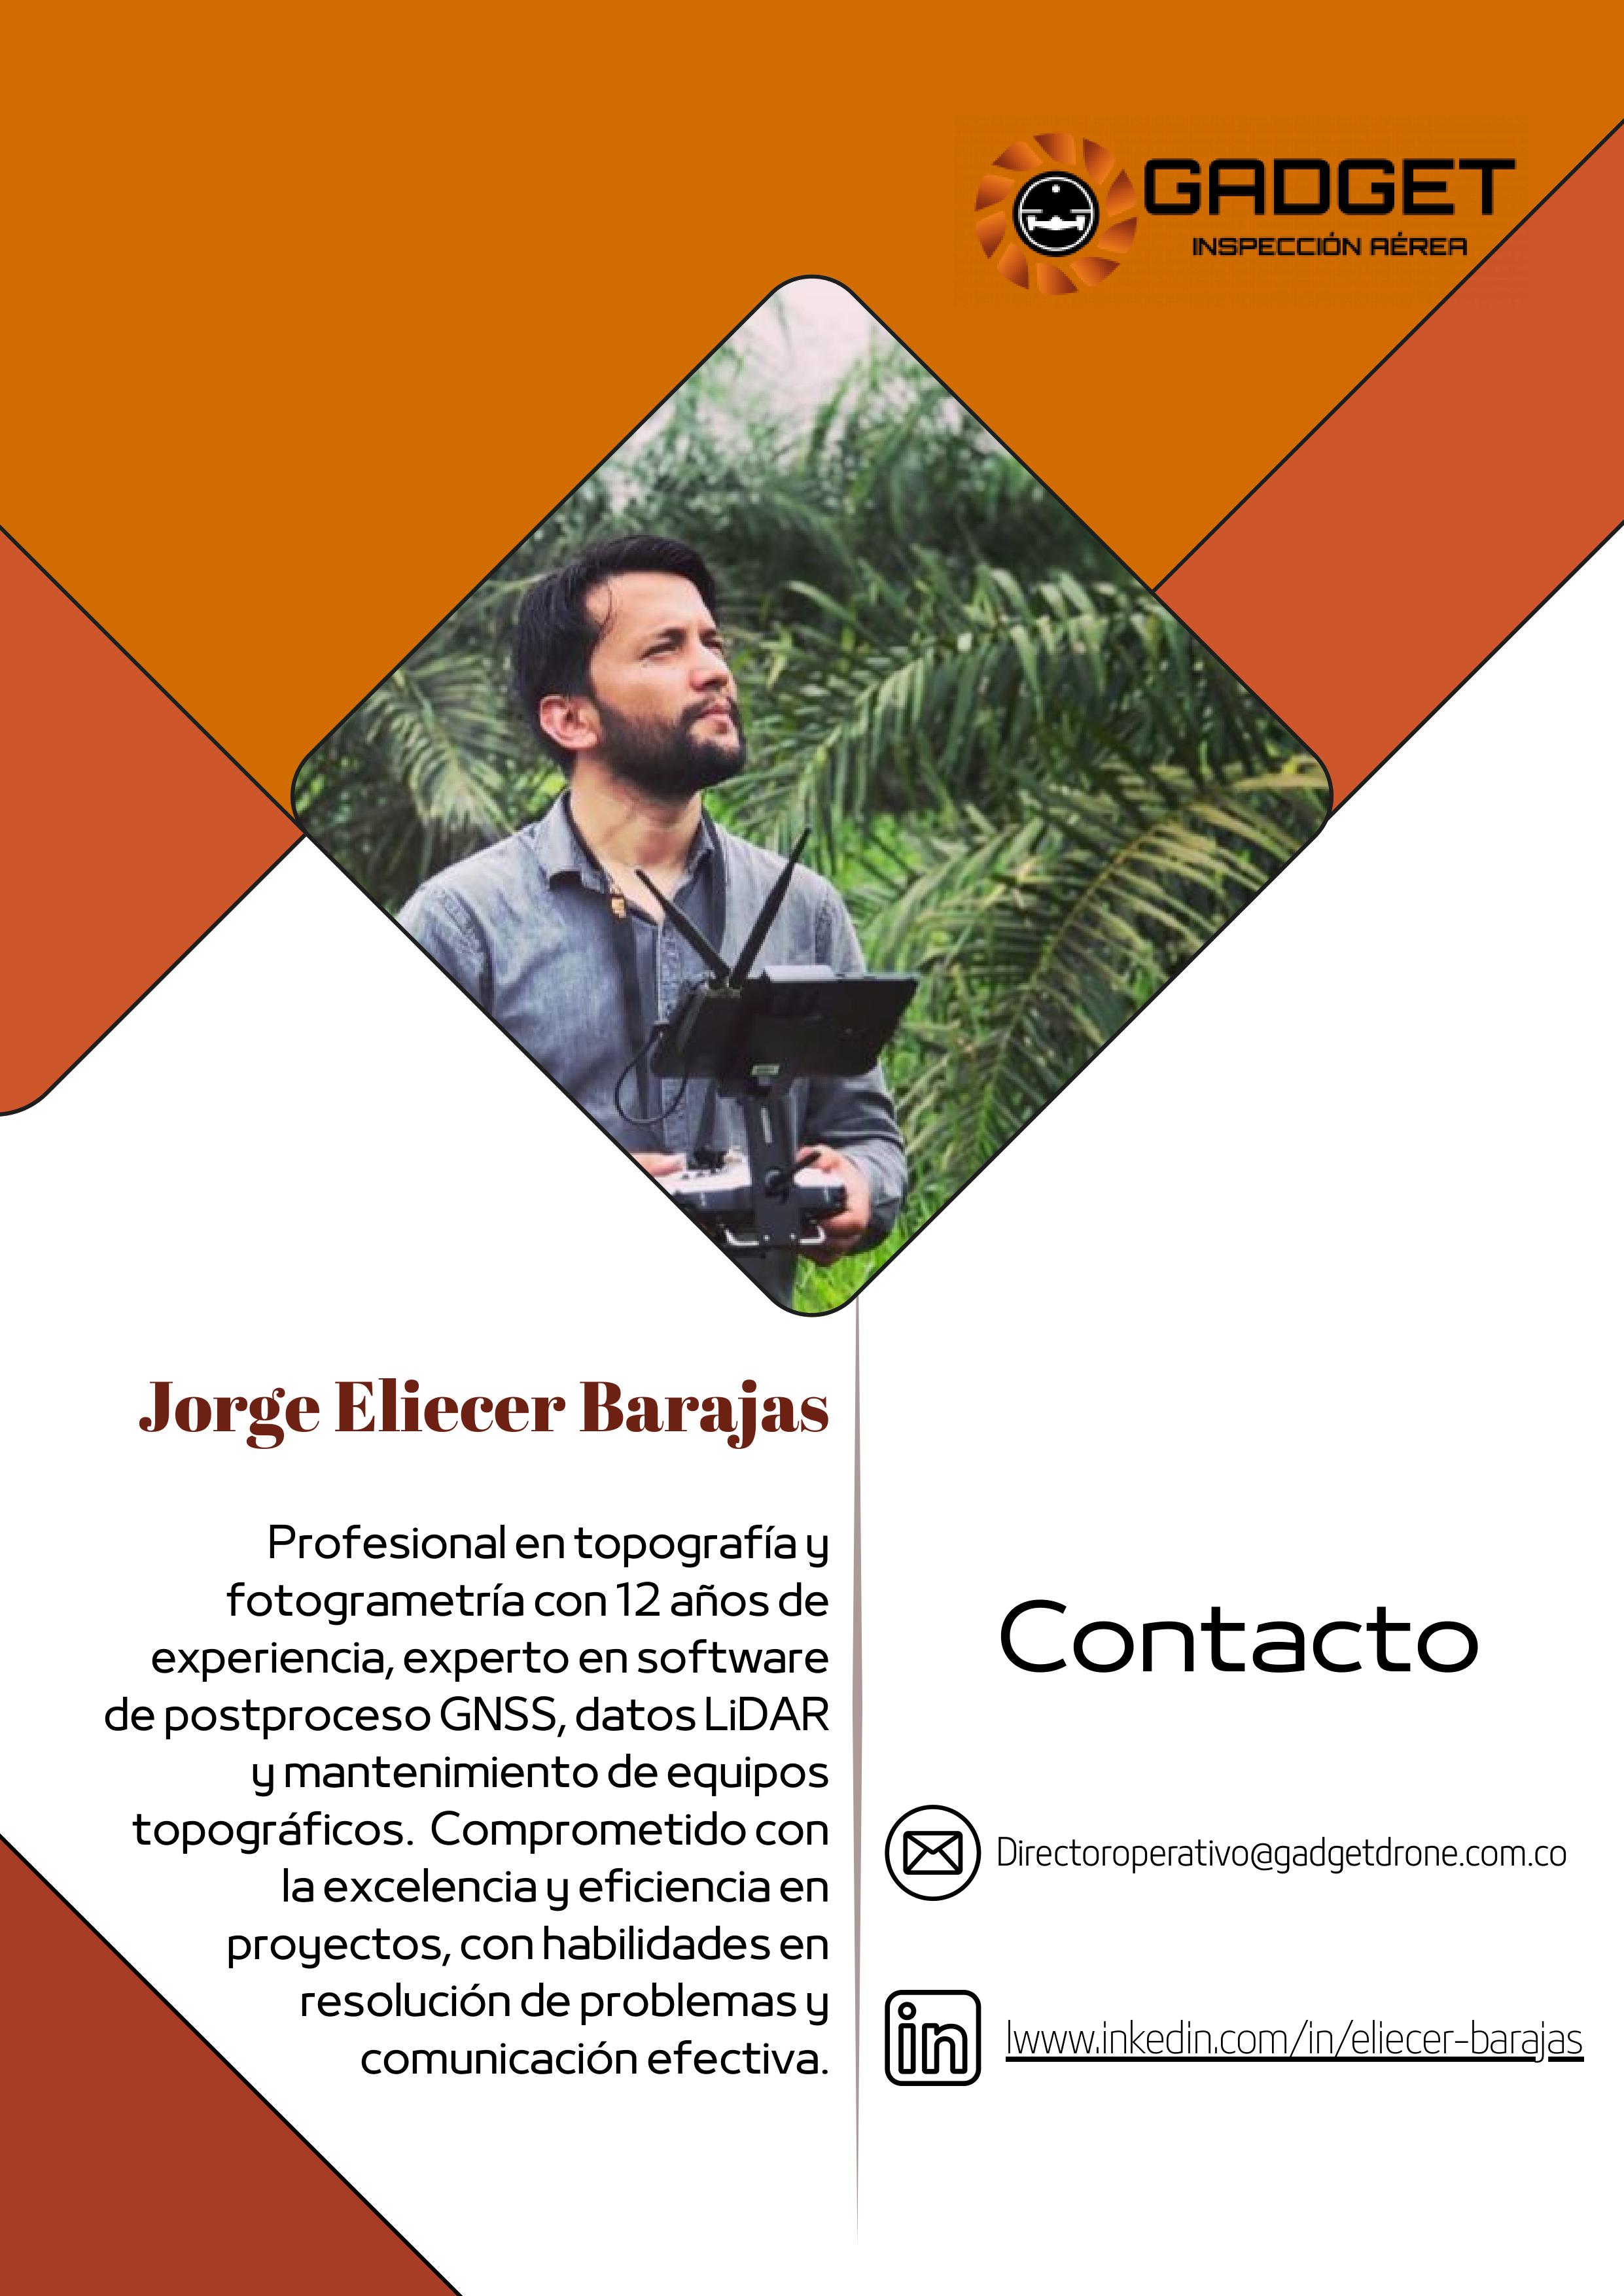 GADGET
INSPECCIÓN AÉREA
Jorge Eliecer Barajas
Profesional en topografía y
fotogrametría con 12 años de
experiencia, experto en software
de postproceso GNSS, datos LiDAR
y mantenimiento de equipos
topográficos. Comprometido con
la excelencia y eficiencia en
proyectos, con habilidades en
resolución de problemas y
comunicación efectiva.
Contacto
Directoroperativo@gadgetdrone.com.co
in
lwww.inkedin.com/in/eliecer-barajas